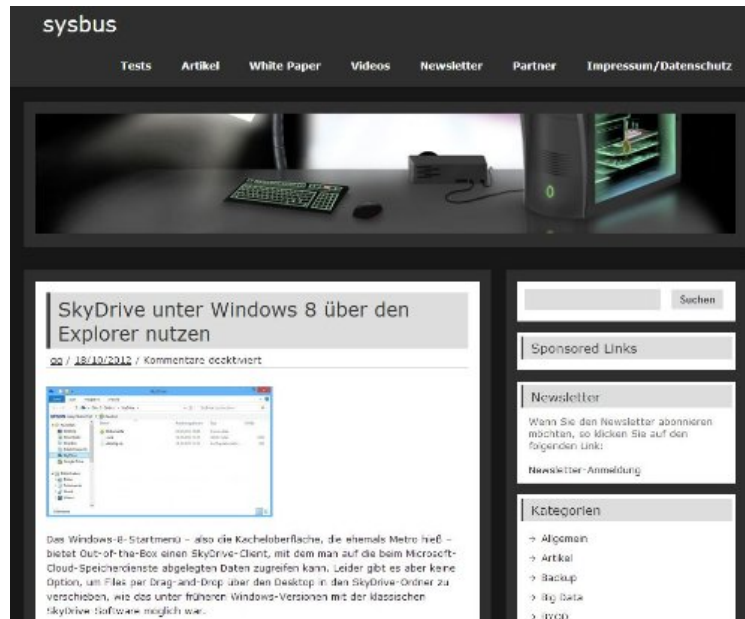 sysbus
Tests Artikel White Paper Videos Newsletter Partner Impressum/Datenschutz
SkyDrive unter Windows 8 über den
Explorer nutzen
gg / 18/10/2012 / Kommentare deaktiviert
Das Windows-8-Startmenü – also die Kacheloberfläche, die ehemals Metro hieß –
bietet Out-of-the-Box einen SkyDrive-Client, mit dem man auf die beim Microsoft-
Cloud-Speicherdienste abgelegten Daten zugreifen kann. Leider gibt es aber keine
Option, um Files per Drag-and-Drop über den Desktop in den SkyDrive-Ordner zu
verschieben, wie das unter früheren Windows-Versionen mit der klassischen
SkyDrive-Software möglich war.
Suchen
Sponsored Links
Newsletter
Wenn Sie den Newsletter abonnieren
möchten, so klicken Sie auf den
folgenden Link:
Newsletter-Anmeldung
Kategorien
→ Allgemein
→ Artikel
→ Backup
→ Big Data
→ BYOD